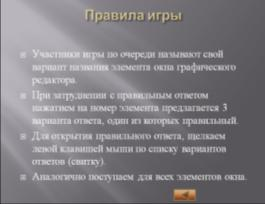 Правила игры
Участники игры по очереди называют свой
вариант названия элемента окна графического
редактора.
При затруднении с правильным ответом
нажатием на номер элемента предлагается 3
варианта ответа, один из которых правильный.
Для открытия правильного ответа, щелкаем
левой клавишей мыши по списку вариантов
ответов (свитку).
Аналогично поступаем для всех элементов окна.